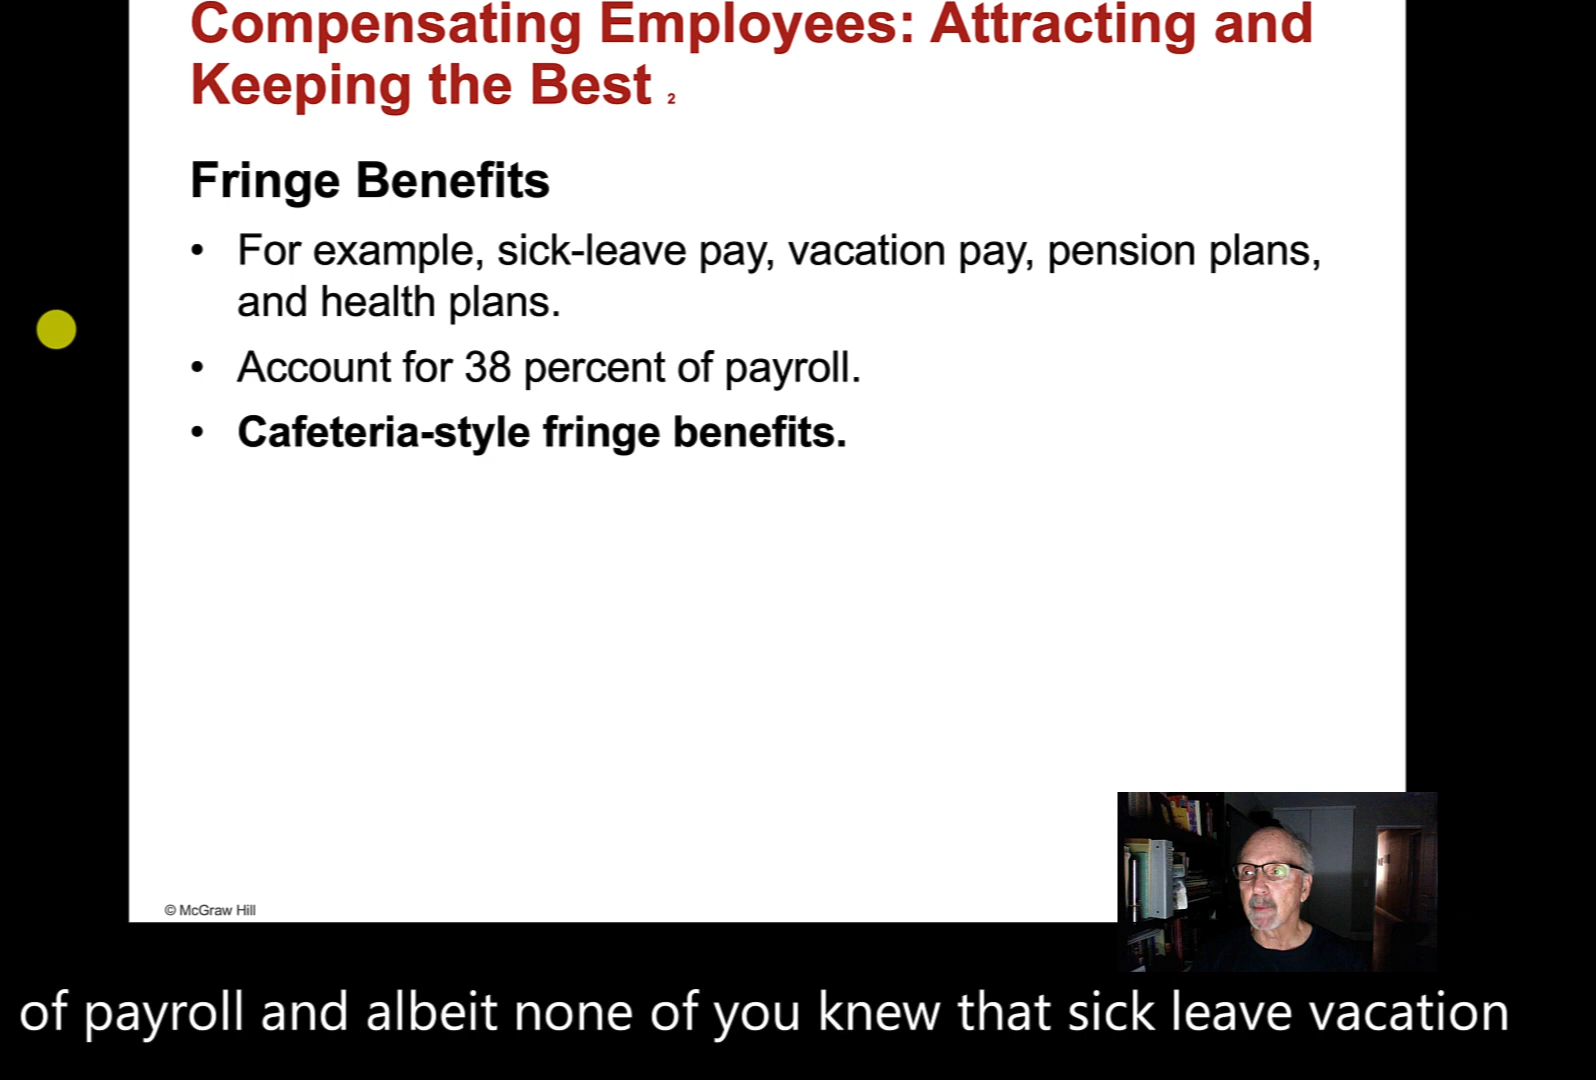 Compensating Employees: Attracting and
Keeping the Best 2
Fringe Benefits
• For example, sick-leave pay, vacation pay, pension plans,
and health plans.
• Account for 38 percent of payroll.
• Cafeteria-style fringe benefits.
© McGraw Hill
of payroll and albeit none of you knew that sick leave vacation